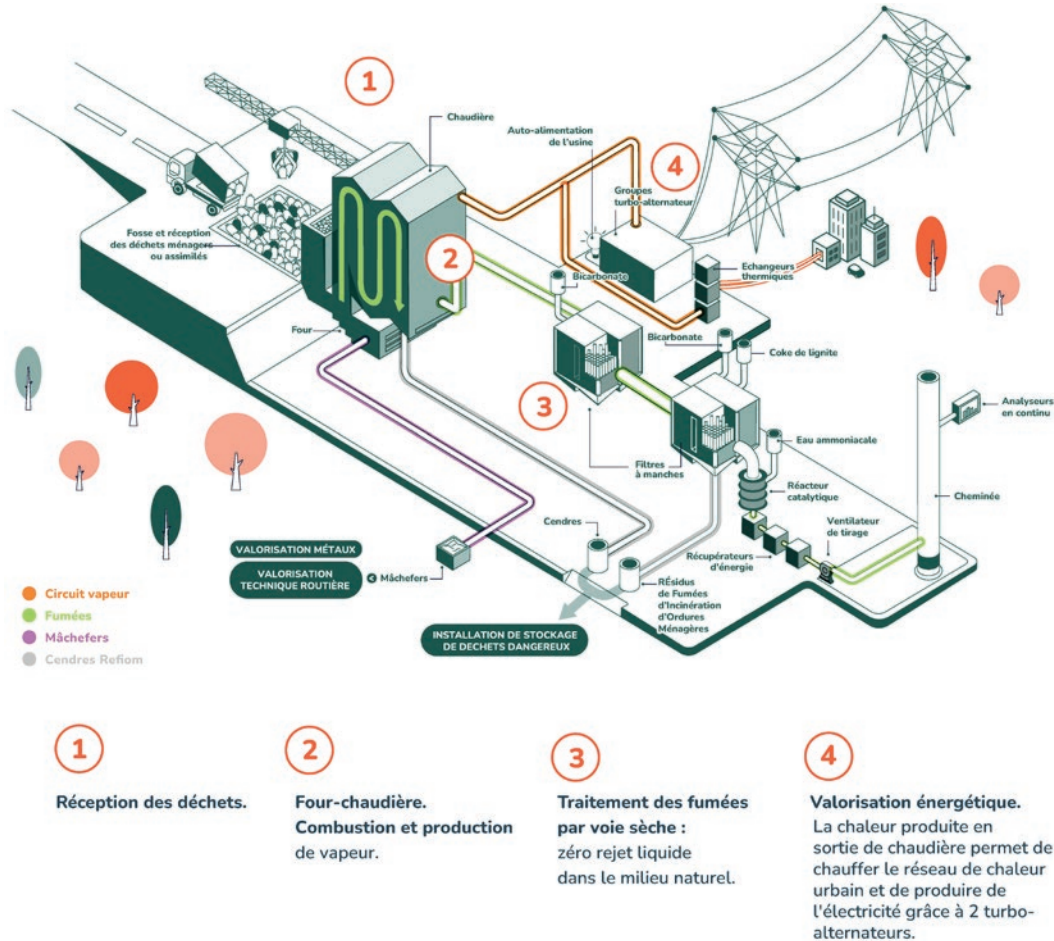 1
Chaudière
Auto-alimentation
de l'usine
4
Groupes
turbo-alternateur
Fosse et réception
des déchets ménagers
ou assimilés
2
Bicarbonate
Echangeurs
thermiques
Four
Bicarbonate
Coke de lignite
3
Analyseurs
en continu
Filtres
à manches
Eau ammoniacale
Réacteur
catalytique
Cheminée
Cendres
Ventilateur
de tirage
Récupérateurs
d'énergie
VALORISATION MÉTAUX
VALORISATION
TECHNIQUE ROUTIÈRE
Mâchefers
RÉsidus
de Fumées
d'Incinération
d'Ordures
Ménagères
INSTALLATION DE STOCKAGE
DE DECHETS DANGEREUX
Circuit vapeur
Fumées
Mâchefers
Cendres Refiom
1
Réception des déchets.
2
Four-chaudière.
Combustion et production
de vapeur.
3
Traitement des fumées
par voie sèche :
zéro rejet liquide
dans le milieu naturel.
4
Valorisation énergétique.
La chaleur produite en
sortie de chaudière permet de
chauffer le réseau de chaleur
urbain et de produire de
l'électricité grâce à 2 turbo-
alternateurs.